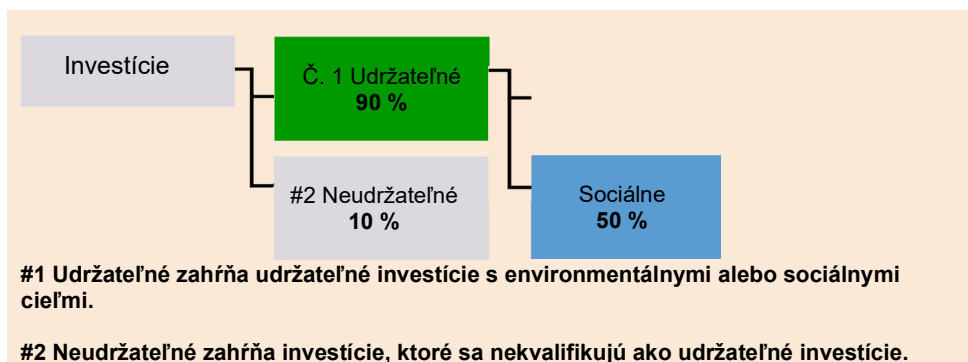 Investície
Č. 1 Udržateľné
90 %
#2 Neudržateľné
10 %
Sociálne
50 %
#1 Udržateľné zahŕňa udržateľné investície s environmentálnymi alebo sociálnymi
cieľmi.
#2 Neudržateľné zahŕňa investície, ktoré sa nekvalifikujú ako udržateľné investície.